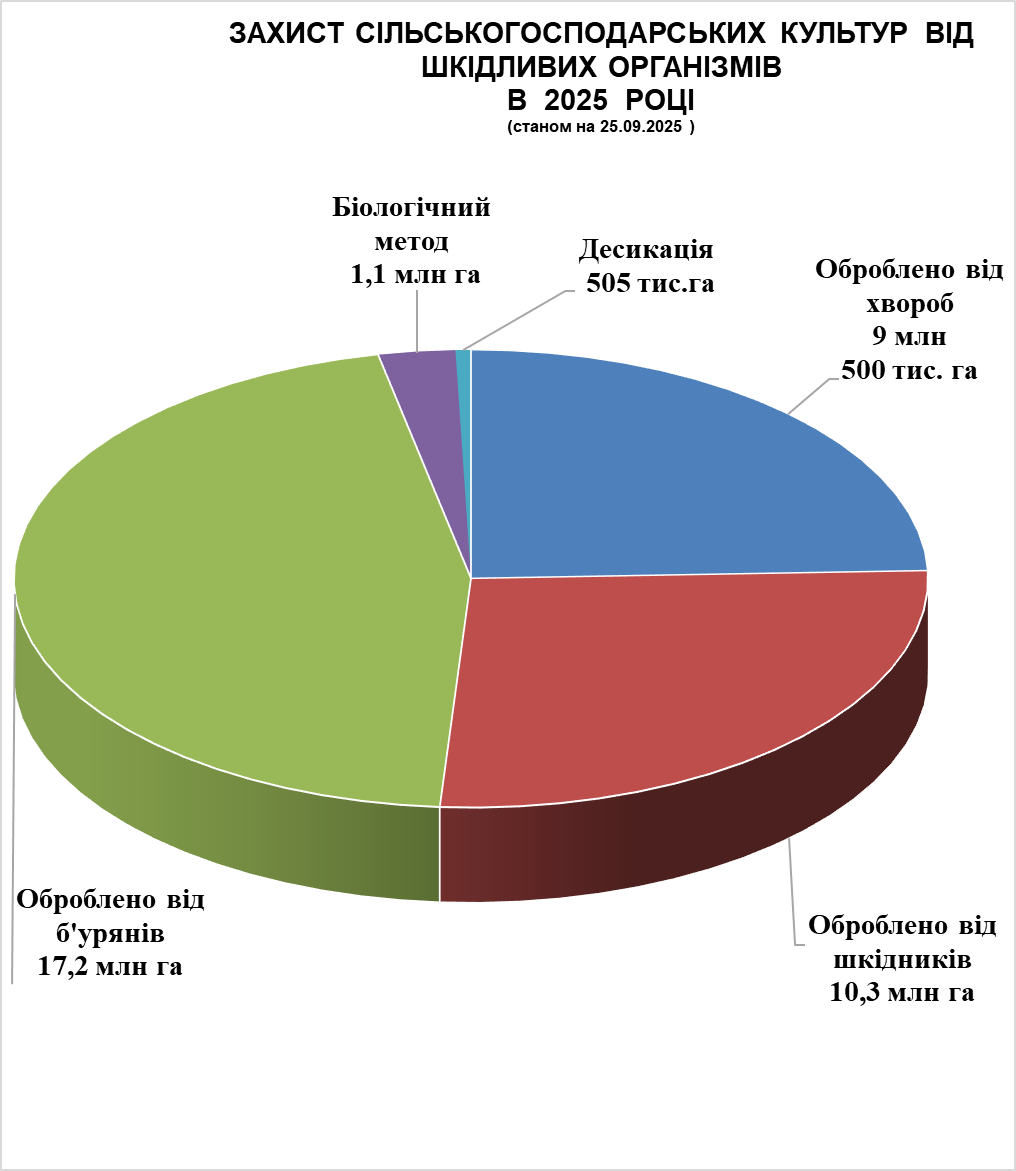 ЗАХИСТ СІЛЬСЬКОГОСПОДАРСЬКИХ КУЛЬТУР ВІД
ШКІДЛИВИХ ОРГАНІЗМІВ
В 2025 РОЦІ
(станом на 25.09.2025 )
Біологічний
метод
1,1 млн га
Десикація
505 тис.га
Оброблено від
хвороб
9 млн
500 тис. га
Оброблено від
б'урянів
17,2 млн га
Оброблено від
шкідників
10,3 млн га